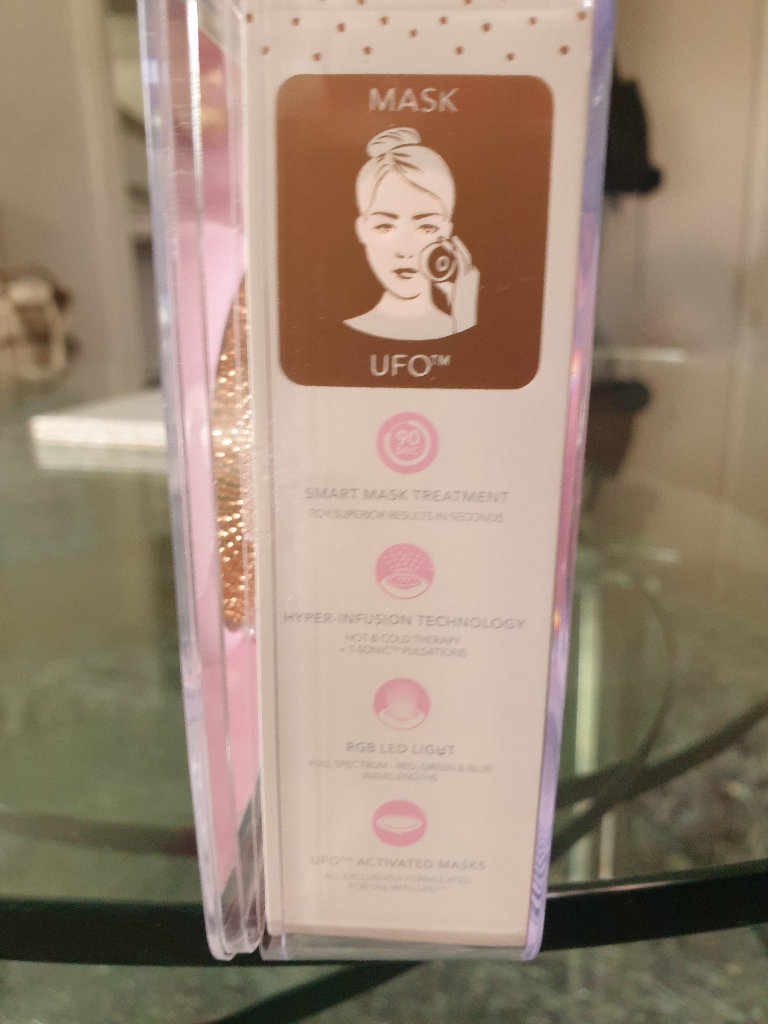 MASK
UFO™
90
SEC
SMART MASK TREATMENT
FOR SUPERIOR RESULTS IN SECONDS
HYPER-INFUSION TECHNOLOGY
HOT & COLD THERAPY
+ T-SONIC™ PULSATIONS
RGB LED LIGHT
FULL SPECTRUM - RED, GREEN & BLUE
WAVELENGTHS
UFO™ ACTIVATED MASKS
ALL EXCLUSIVELY FORMULATED
FOR USE WITH UFO™